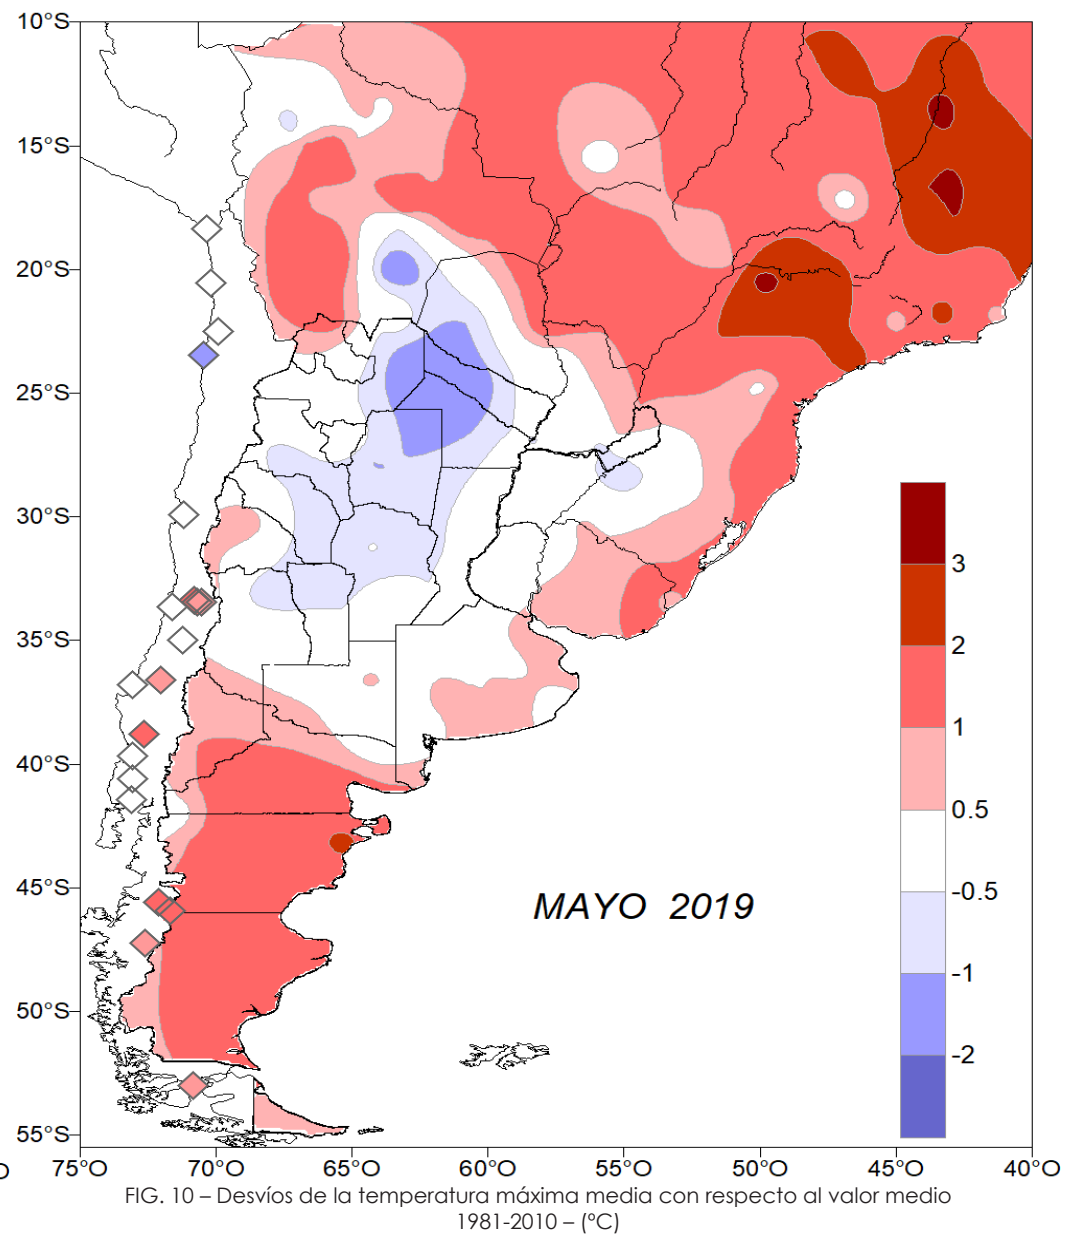 10°S
15°S
20°S
25°S
30°S
35°S
40°S
45°S
50°S
55°S
3
2
1
0.5
-0.5
-1
-2
MAYO 2019
O
75°O 70°O 65°O 60°O 55°O 50°O 45°O 40°O
FIG. 10 – Desvíos de la temperatura máxima media con respecto al valor medio
1981-2010 – (ºC)